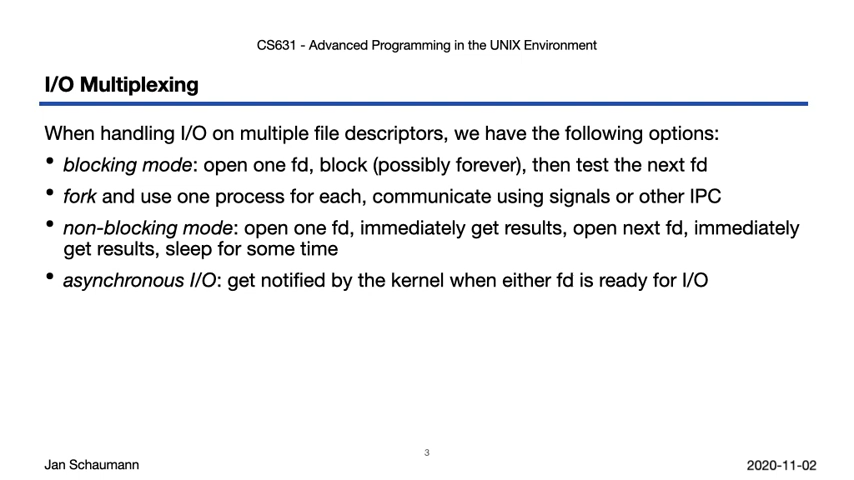 CS631 - Advanced Programming in the UNIX Environment
I/O Multiplexing
When handling I/O on multiple file descriptors, we have the following options:
• blocking mode: open one fd, block (possibly forever), then test the next fd
• fork and use one process for each, communicate using signals or other IPC
• non-blocking mode: open one fd, immediately get results, open next fd, immediately
get results, sleep for some time
• asynchronous I/O: get notified by the kernel when either fd is ready for I/O
3
Jan Schaumann
2020-11-02